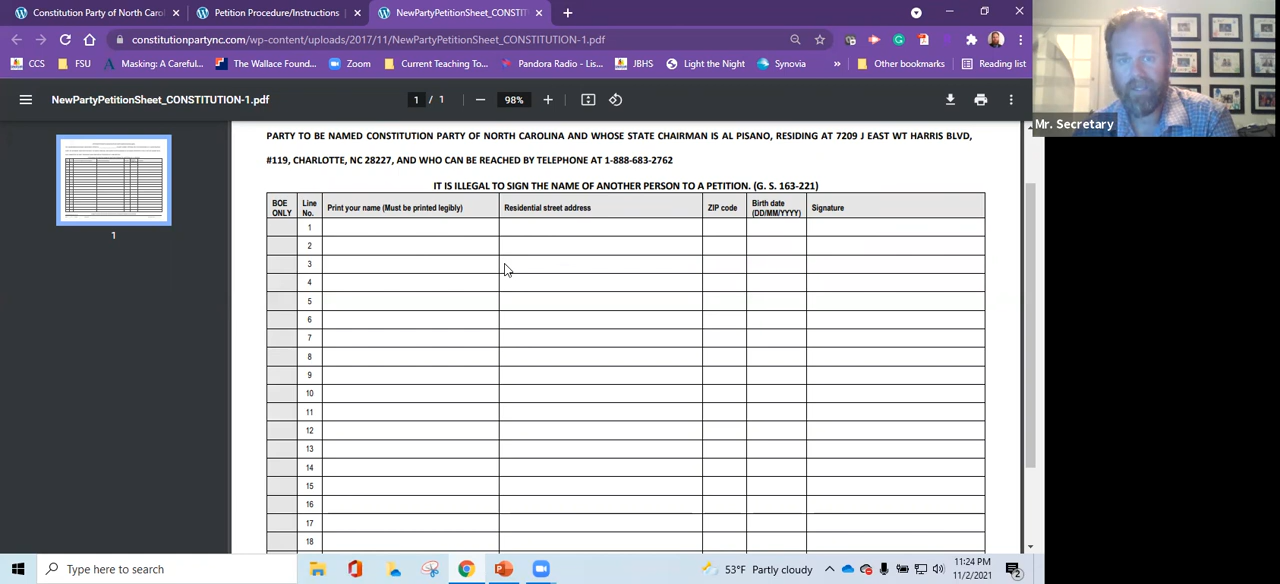 Constitution Party of North Carol
Petition Procedure/Instructions
NewPartyPetitionSheet_CONSTIT
constitutionpartync.com/wp-content/uploads/2017/11/NewPartyPetitionSheet_CONSTITUTION-1.pdf
CCS
FSU
Masking: A Careful...
The Wallace Found...
Zoom
Current Teaching To...
Pandora Radio - Lis...
JBHS
Light the Night
Synovia
»
Other bookmarks
Reading list
NewPartyPetitionSheet_CONSTITUTION-1.pdf
1 / 1
98%
Mr. Secretary
1
PARTY TO BE NAMED CONSTITUTION PARTY OF NORTH CAROLINA AND WHOSE STATE CHAIRMAN IS AL PISANO, RESIDING AT 7209 J EAST WT HARRIS BLVD,
#119, CHARLOTTE, NC 28227, AND WHO CAN BE REACHED BY TELEPHONE AT 1-888-683-2762
IT IS ILLEGAL TO SIGN THE NAME OF ANOTHER PERSON TO A PETITION. (G. S. 163-221)
BOE ONLY
Line No.
Print your name (Must be printed legibly)
Residential street address
ZIP code
Birth date (DD/MM/YYYY)
Signature
1
2
3
4
5
6
7
8
9
10
11
12
13
14
15
16
17
18
Type here to search
53°F Partly cloudy
11:24 PM
11/2/2021
2